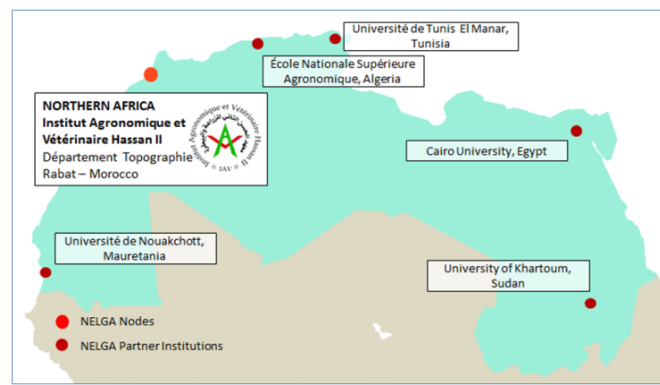 Université de Tunis El Manar,
Tunisia
École Nationale Supérieure
Agronomique, Algeria
NORTHERN AFRICA
Institut Agronomique et
Vétérinaire Hassan II
Département Topographie
Rabat – Morocco
Institut Agronomique et Vétérinaire Hassan II
IAV
Cairo University, Egypt
Université de Nouakchott,
Mauretania
University of Khartoum,
Sudan
NELGA Nodes
NELGA Partner Institutions